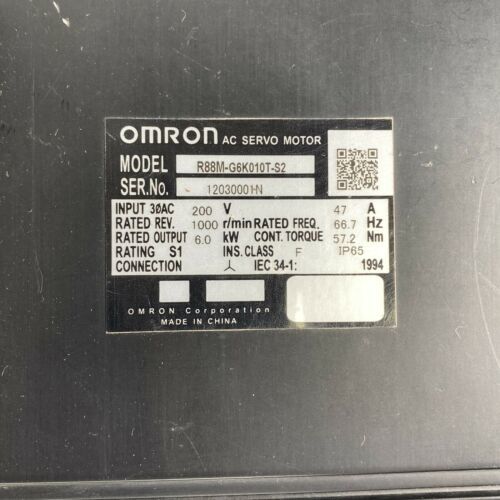 OMRON AC SERVO MOTOR
MODEL R88M-G6K010T-S2
SER.No. 1203000HN
INPUT 3ØAC 200 V 47 A
RATED REV. 1000 r/min RATED FREQ. 66.7 Hz
RATED OUTPUT 6.0 kW CONT. TORQUE 57.2 Nm
RATING S1 INS. CLASS F IP65
CONNECTION IEC 34-1: 1994
OMRON Corporation
MADE IN CHINA